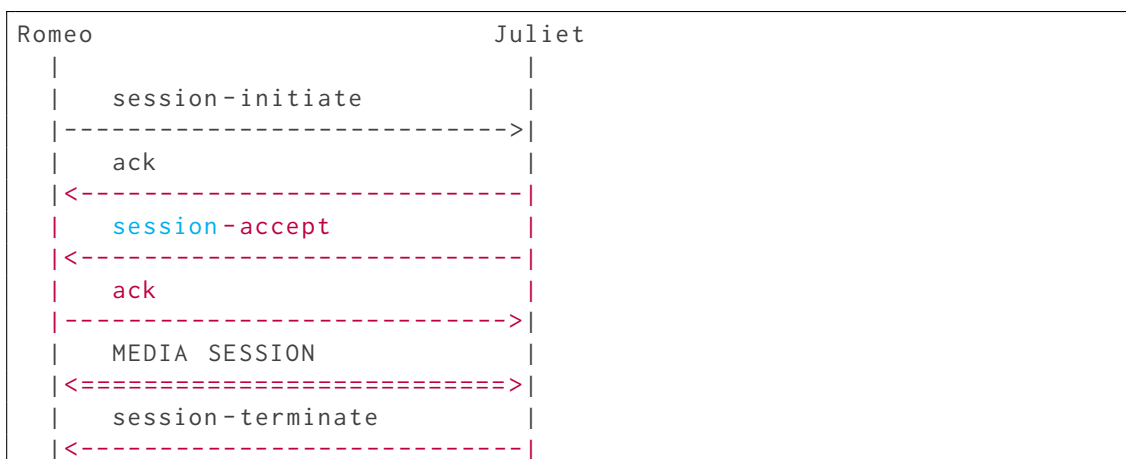 Romeo                         Juliet
  |                             |
  |   session-initiate          |
  |---------------------------->|
  |   ack                       |
  |<----------------------------|
  |   session-accept            |
  |<----------------------------|
  |   ack                       |
  |---------------------------->|
  |   MEDIA SESSION             |
  |<===========================>|
  |   session-terminate         |
  |<----------------------------|